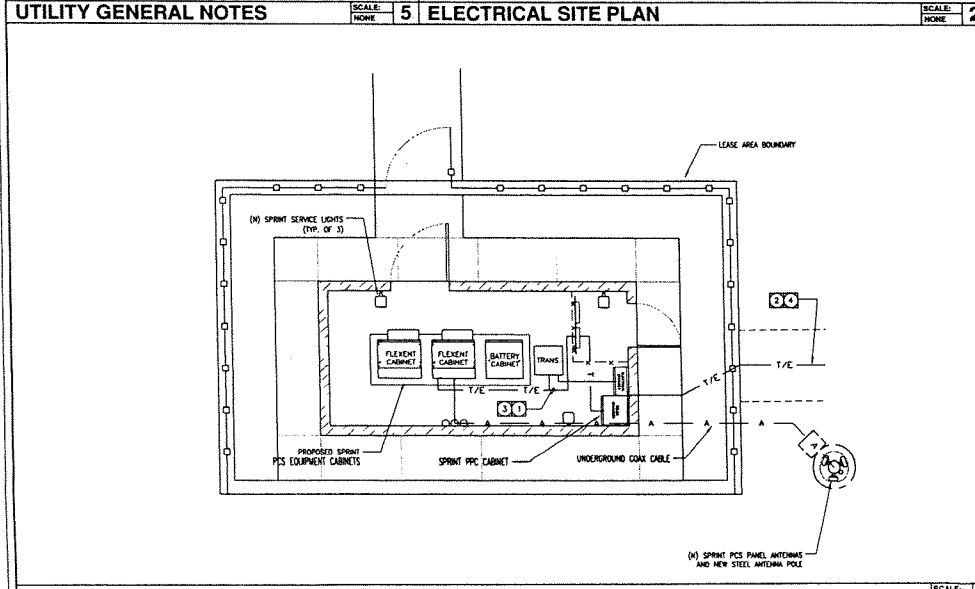 UTILITY GENERAL NOTES
SCALE:
NONE
5
ELECTRICAL SITE PLAN
SCALE:
NONE
2
LEASE AREA BOUNDARY
(N) SPRINT SERVICE LIGHTS
(TYP. OF 3)
2 4
FLEXENT
CABINET
FLEXENT
CABINET
BATTERY
CABINET
TRANS
T
T/E
T/E
T/E
T/E
3 1
A
A
A
A
A
A
PROPOSED SPRINT
PCS EQUIPMENT CABINETS
SPRINT PPC CABINET
UNDERGROUND COAX CABLE
A
(N) SPRINT PCS PANEL ANTENNAS
AND NEW STEEL ANTENNA POLE
SCALE: